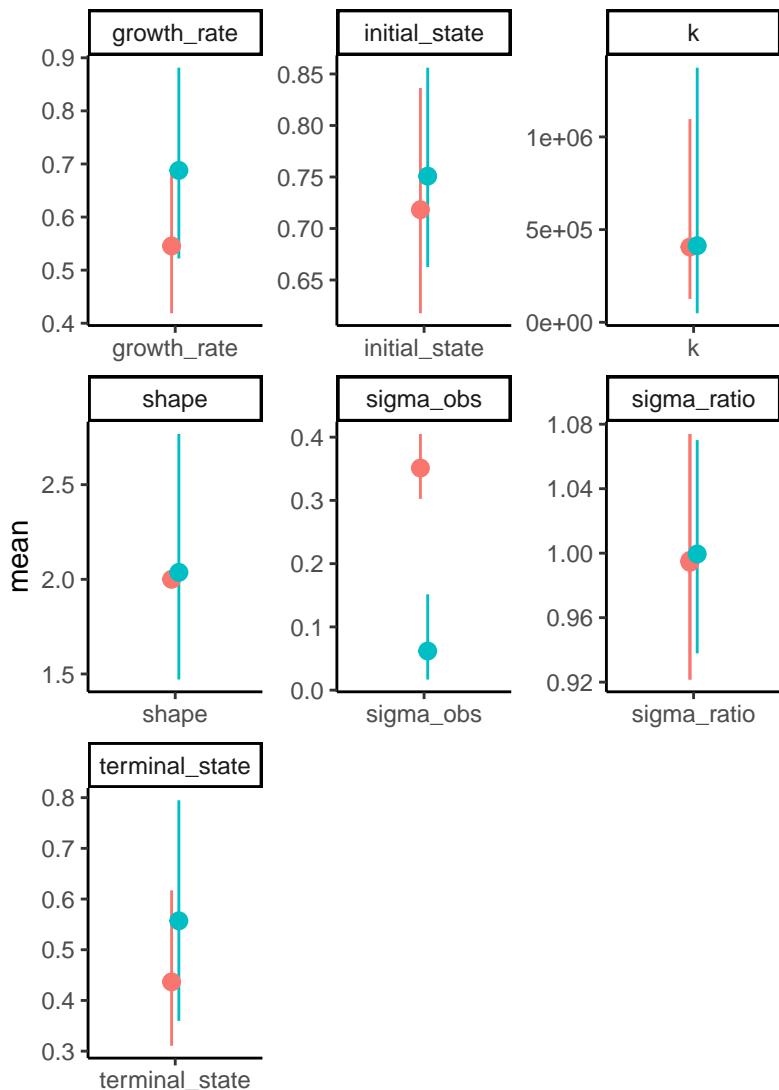 growth_rate
initial_state
k
0.9
0.8
0.7
0.6
0.5
0.4
0.85
0.80
0.75
0.70
0.65
1e+06
5e+05
0e+00
growth_rate
initial_state
k
shape
sigma_obs
sigma_ratio
mean
2.5
2.0
1.5
0.4
0.3
0.2
0.1
0.0
1.08
1.04
1.00
0.96
0.92
shape
sigma_obs
sigma_ratio
terminal_state
0.8
0.7
0.6
0.5
0.4
0.3
terminal_state